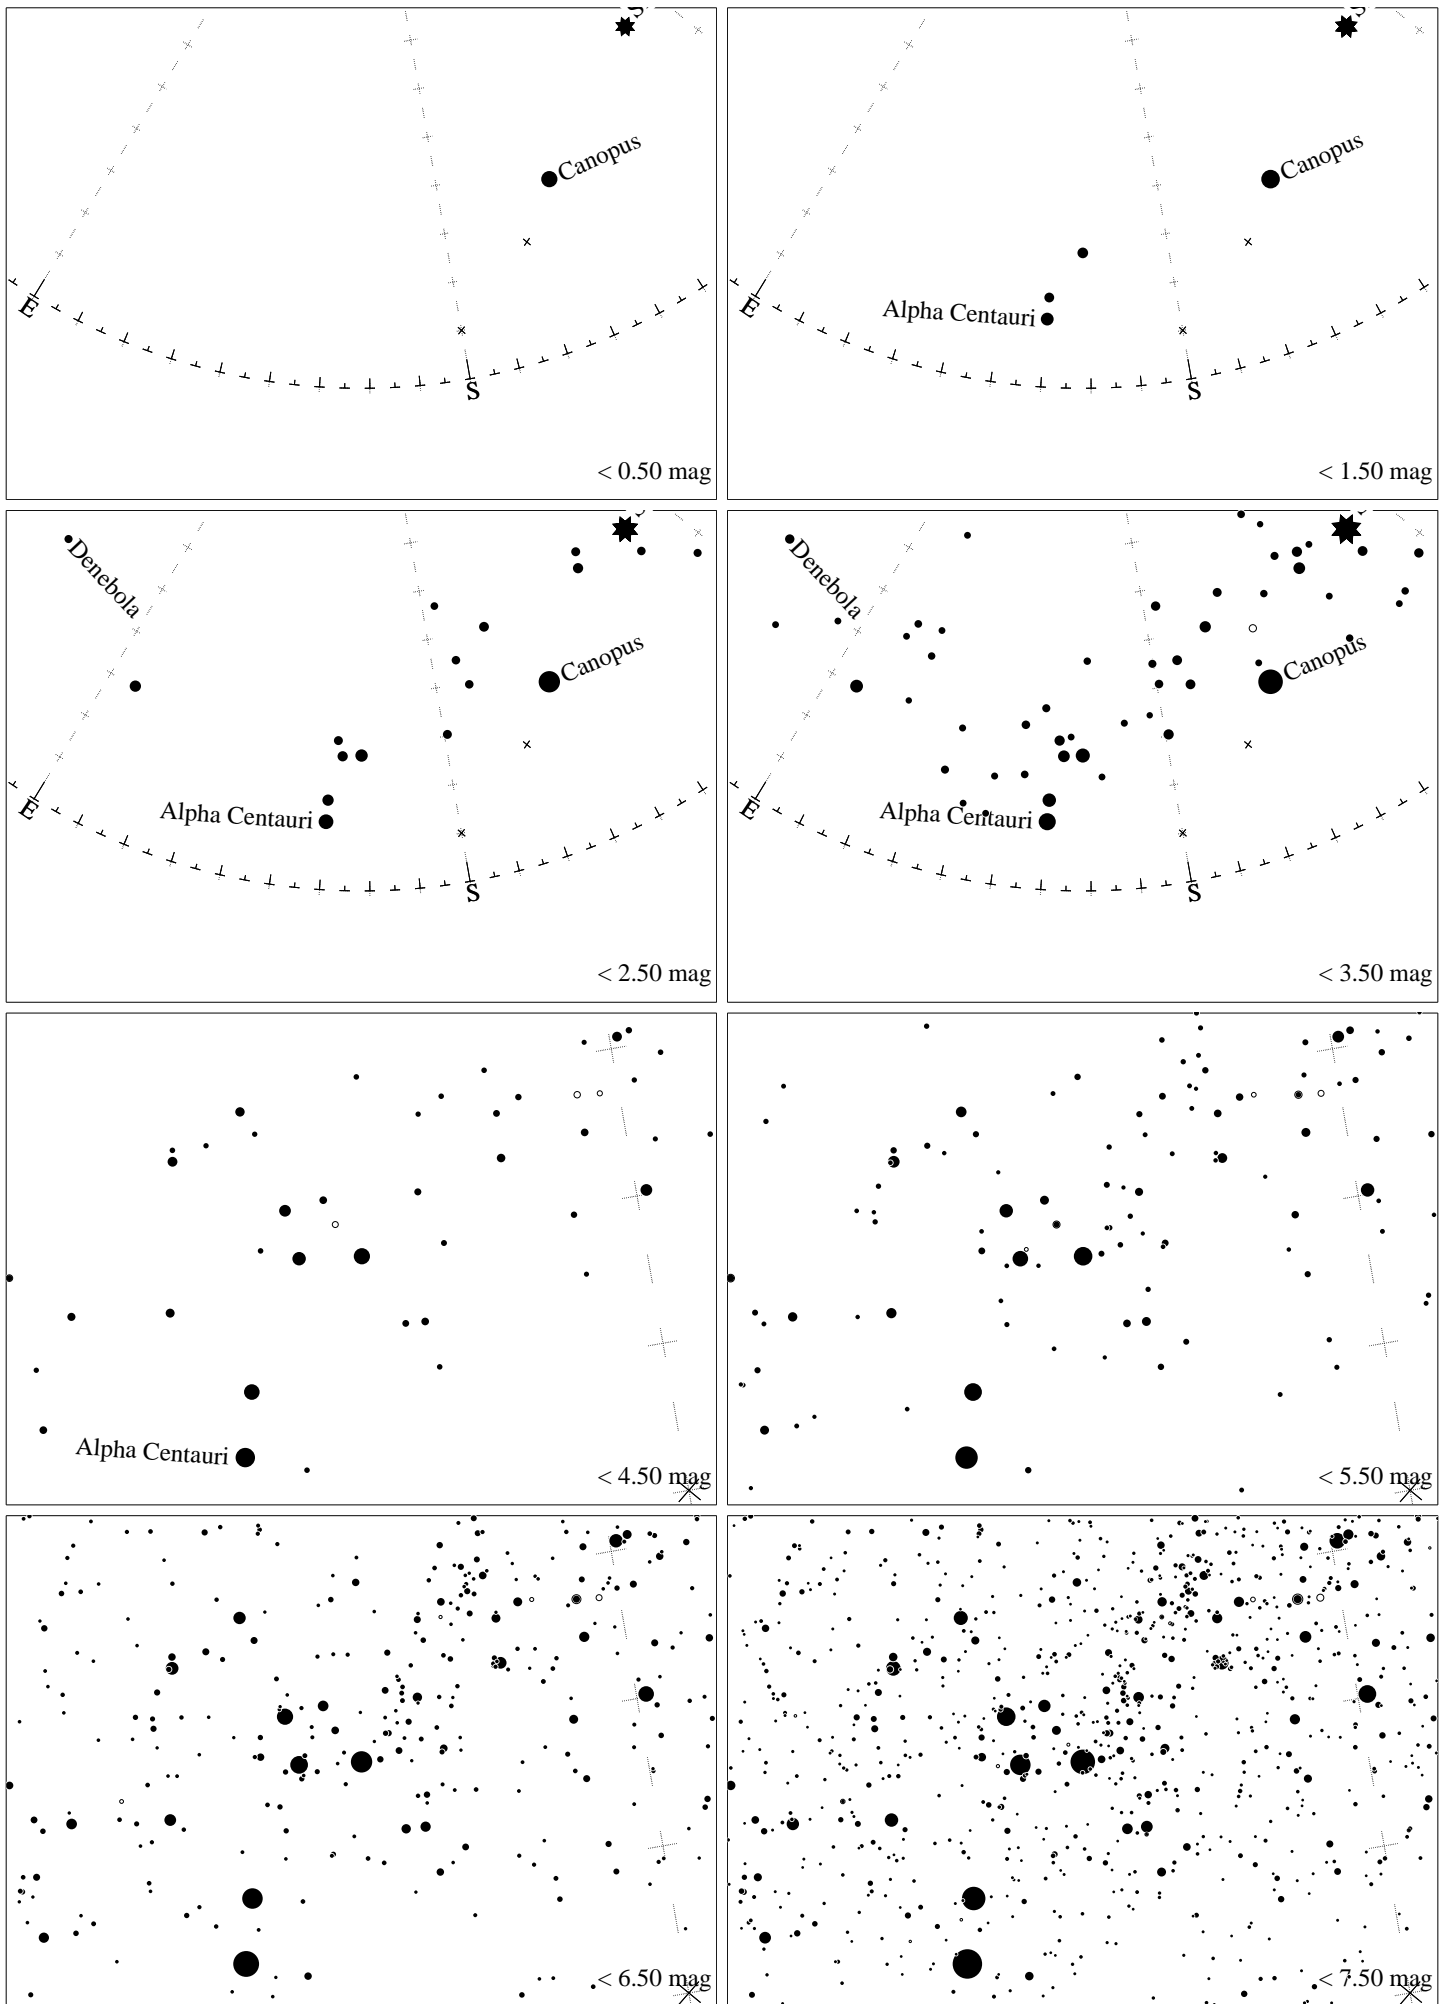 Canopus
E
S
< 0.50 mag
Canopus
Alpha Centauri
E
S
< 1.50 mag
Denebola
Canopus
Alpha Centauri
E
S
< 2.50 mag
Denebola
Canopus
Alpha Centauri
E
S
< 3.50 mag
Alpha Centauri
< 4.50 mag
< 5.50 mag
< 6.50 mag
< 7.50 mag